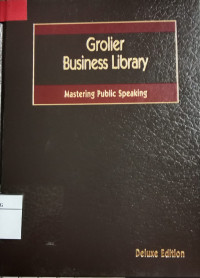 Grolier
Business Library
Mastering Public Speaking
G
Deluxe Edition